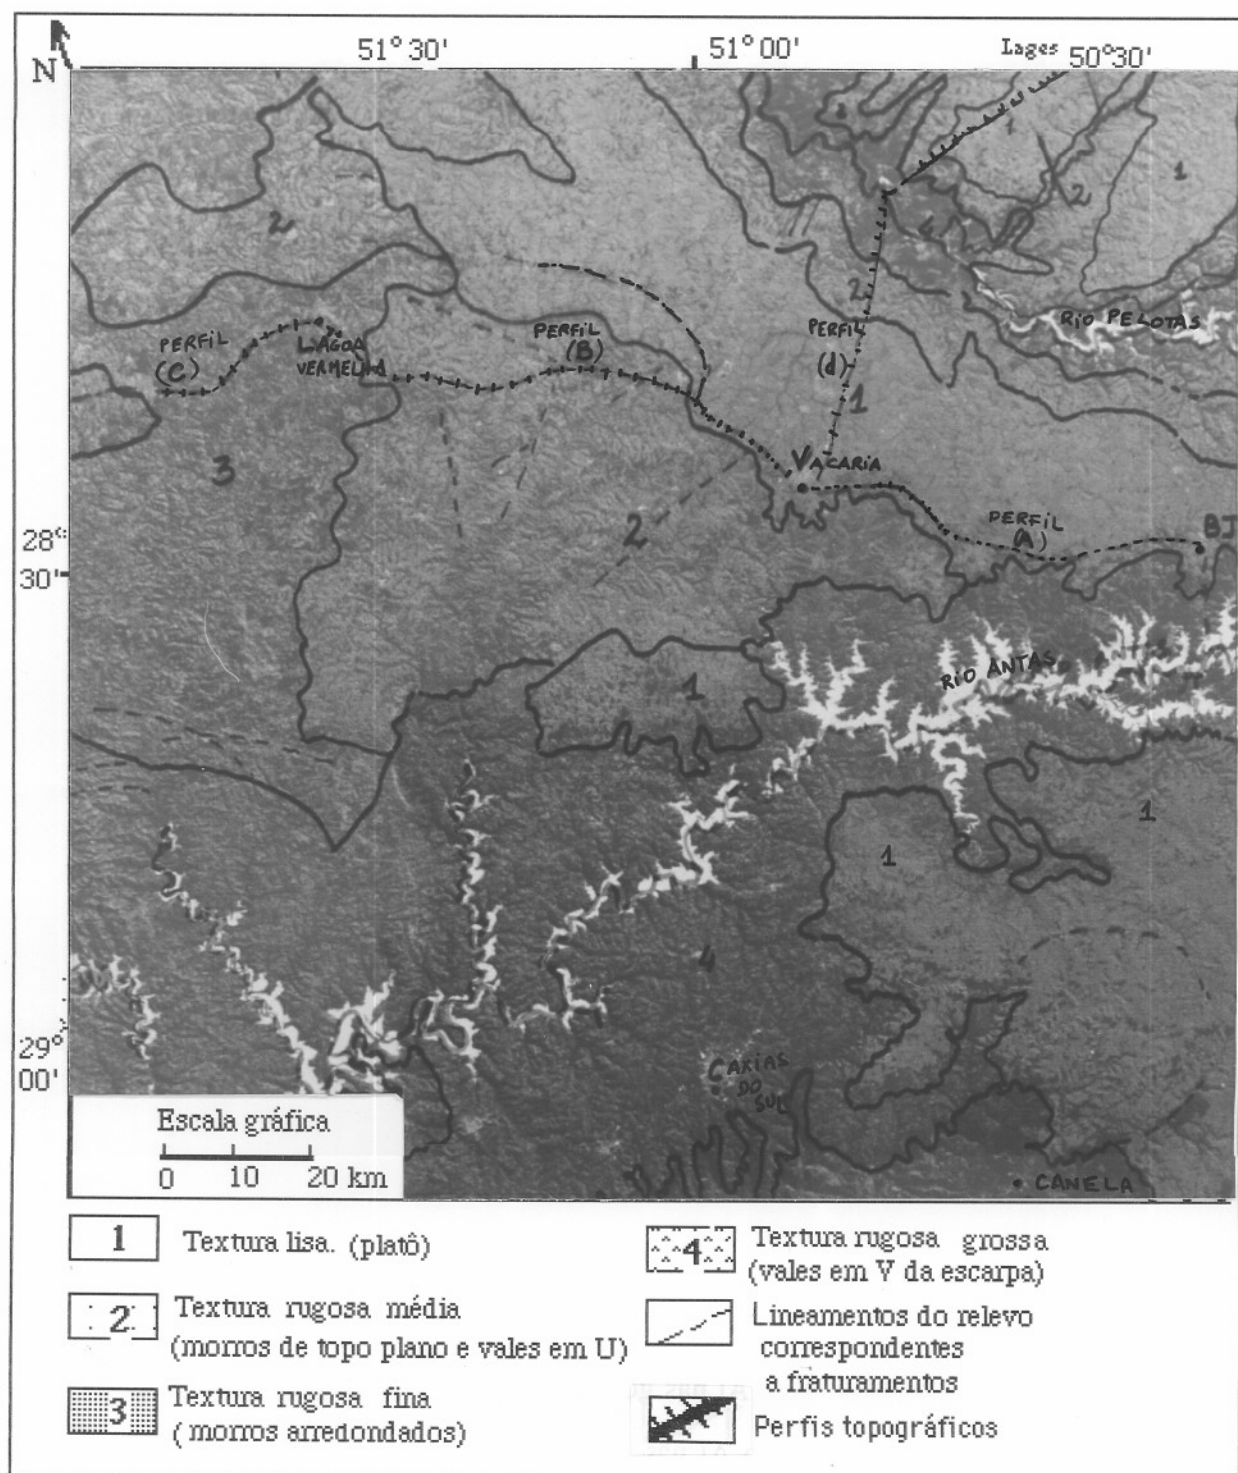 N
51° 30'
51° 00'
Lages 50° 30'
1
2
1
2
4
2
RIO PELOTAS
PERFIL
(C)
LAGOA
VERMELHA
PERFIL
(B)
PERFIL
(d)
1
3
VACARIA
2
PERFIL
(A)
BJ
28°
30'
RIO ANTAS
1
1
1
4
29°
00'
CAXIAS
DO
SUL
CANELA
Escala gráfica
0 10 20 km
1 Textura lisa. (platô)
2 Textura rugosa média
(morros de topo plano e vales em U)
3 Textura rugosa fina
( morros arredondados)
4 Textura rugosa grossa
(vales em V da escarpa)
Lineamentos do relevo
correspondentes
a fraturamentos
Perfis topográficos